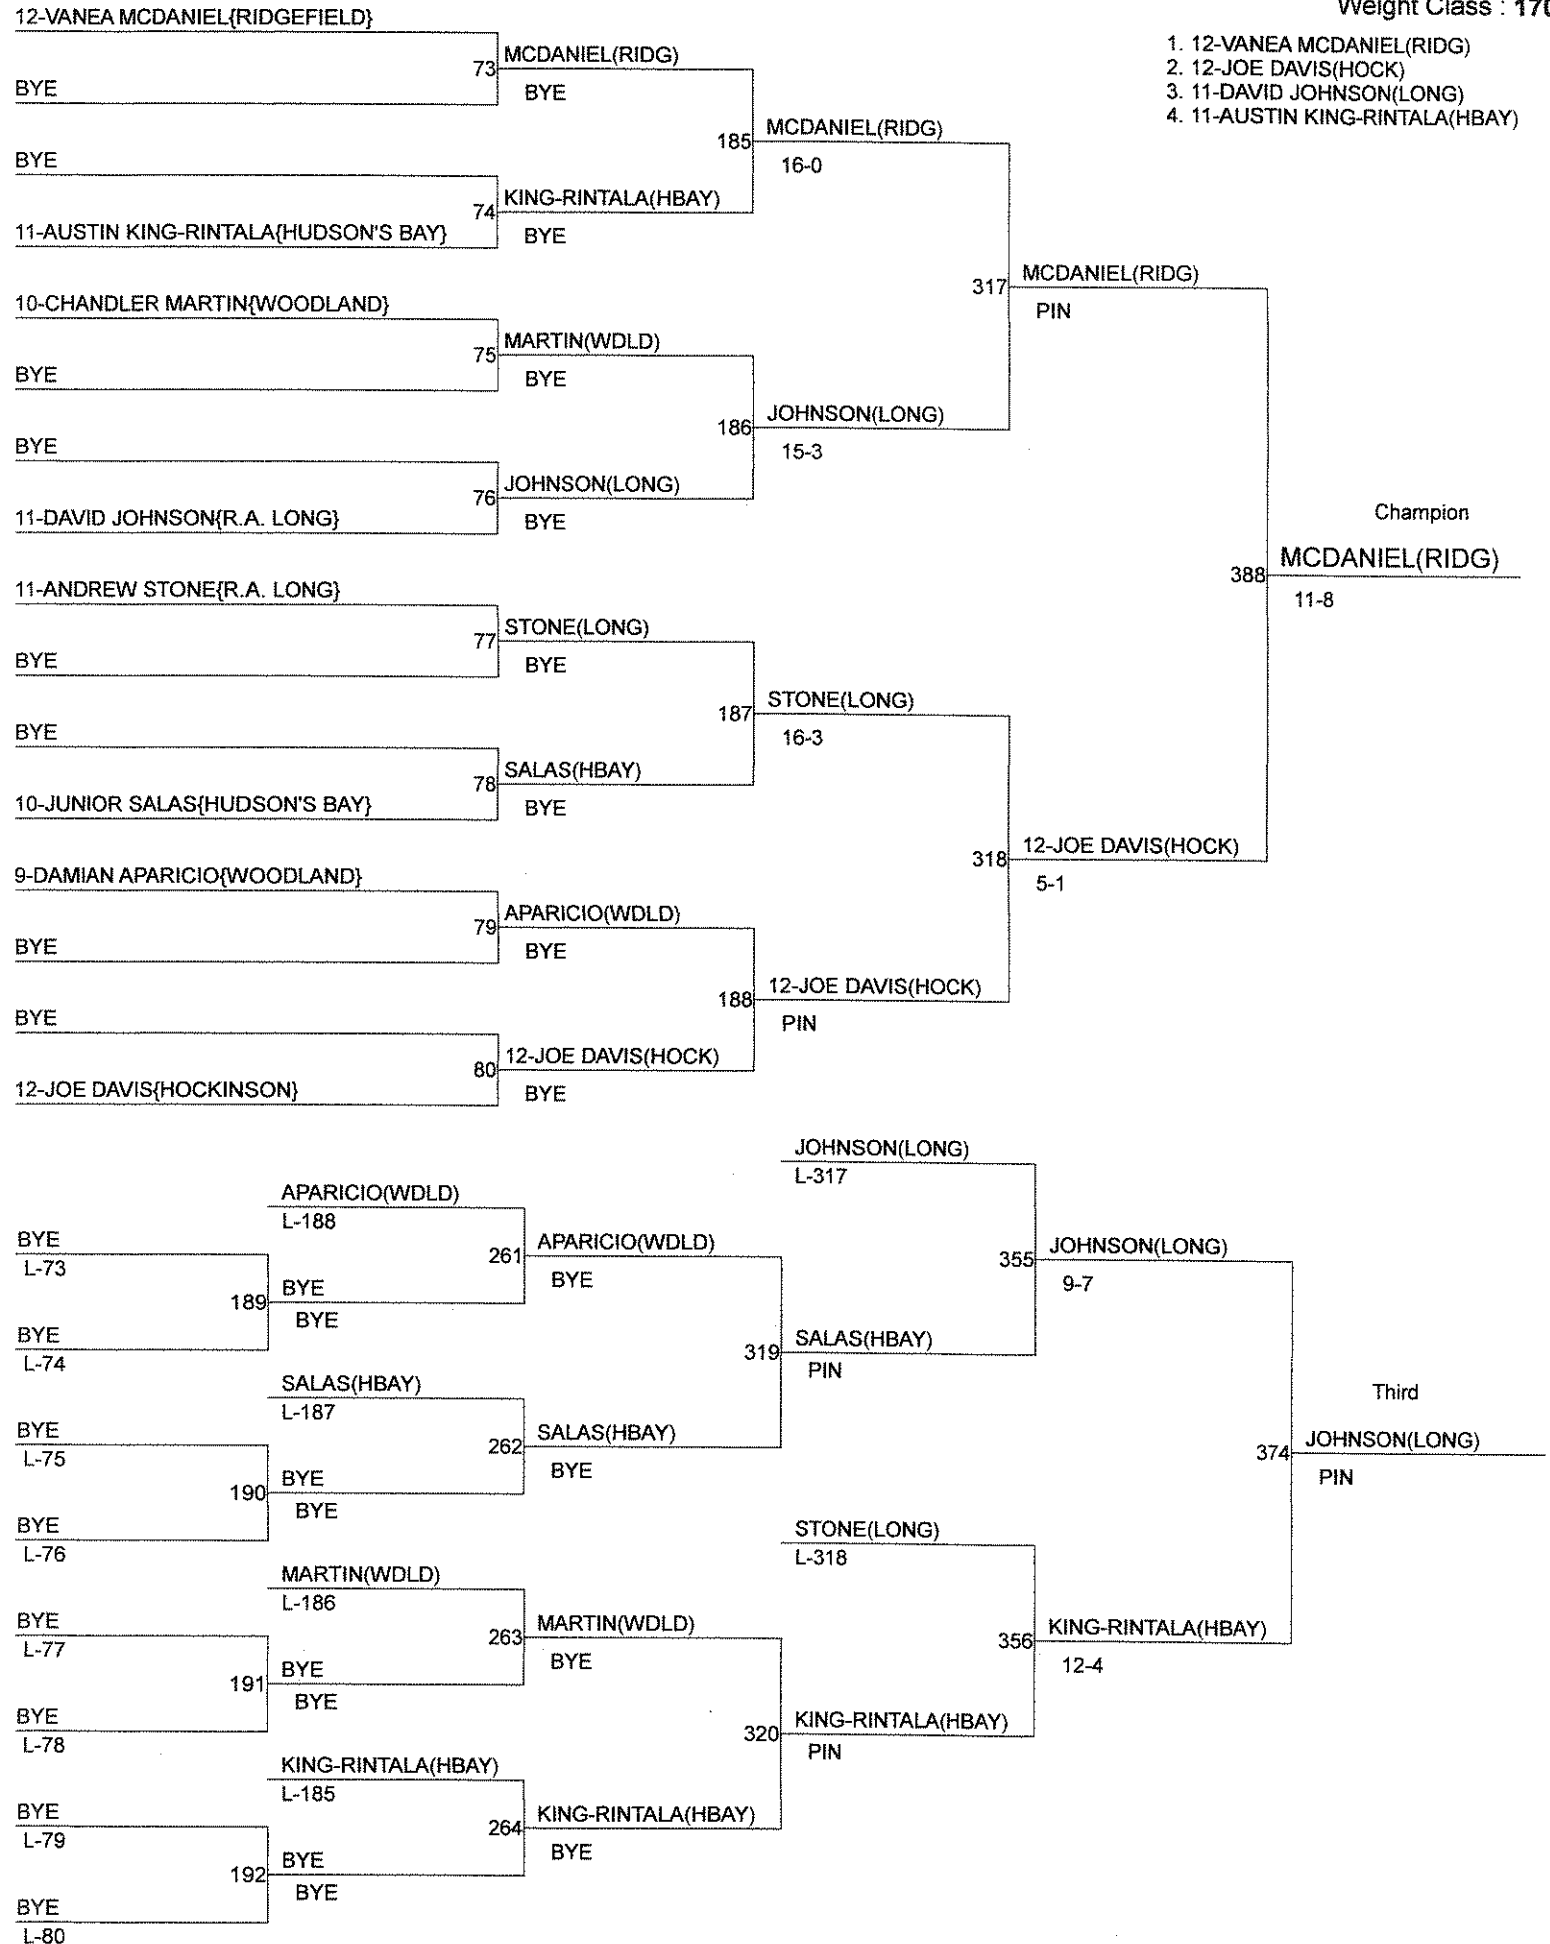 Weight Class : 170
1. 12-VANEA MCDANIEL(RIDG)
2. 12-JOE DAVIS(HOCK)
3. 11-DAVID JOHNSON(LONG)
4. 11-AUSTIN KING-RINTALA(HBAY)
12-VANEA MCDANIEL{RIDGEFIELD}
73
MCDANIEL(RIDG)
BYE
BYE
185
MCDANIEL(RIDG)
16-0
BYE
74
KING-RINTALA(HBAY)
BYE
11-AUSTIN KING-RINTALA{HUDSON'S BAY}
317
MCDANIEL(RIDG)
PIN
10-CHANDLER MARTIN{WOODLAND}
75
MARTIN(WDLD)
BYE
BYE
186
JOHNSON(LONG)
15-3
BYE
76
JOHNSON(LONG)
BYE
11-DAVID JOHNSON{R.A. LONG}
Champion
388
MCDANIEL(RIDG)
11-8
11-ANDREW STONE{R.A. LONG}
77
STONE(LONG)
BYE
BYE
187
STONE(LONG)
16-3
BYE
78
SALAS(HBAY)
BYE
10-JUNIOR SALAS{HUDSON'S BAY}
318
12-JOE DAVIS(HOCK)
5-1
9-DAMIAN APARICIO{WOODLAND}
79
APARICIO(WDLD)
BYE
BYE
188
12-JOE DAVIS(HOCK)
PIN
BYE
80
12-JOE DAVIS(HOCK)
BYE
12-JOE DAVIS{HOCKINSON}
JOHNSON(LONG)
L-317
APARICIO(WDLD)
L-188
BYE
L-73
261
APARICIO(WDLD)
BYE
355
JOHNSON(LONG)
9-7
189
BYE
BYE
BYE
L-74
319
SALAS(HBAY)
PIN
SALAS(HBAY)
L-187
Third
BYE
L-75
262
SALAS(HBAY)
BYE
374
JOHNSON(LONG)
PIN
190
BYE
BYE
BYE
L-76
STONE(LONG)
L-318
MARTIN(WDLD)
L-186
BYE
L-77
263
MARTIN(WDLD)
BYE
356
KING-RINTALA(HBAY)
12-4
191
BYE
BYE
BYE
L-78
320
KING-RINTALA(HBAY)
PIN
KING-RINTALA(HBAY)
L-185
BYE
L-79
264
KING-RINTALA(HBAY)
BYE
192
BYE
BYE
BYE
L-80